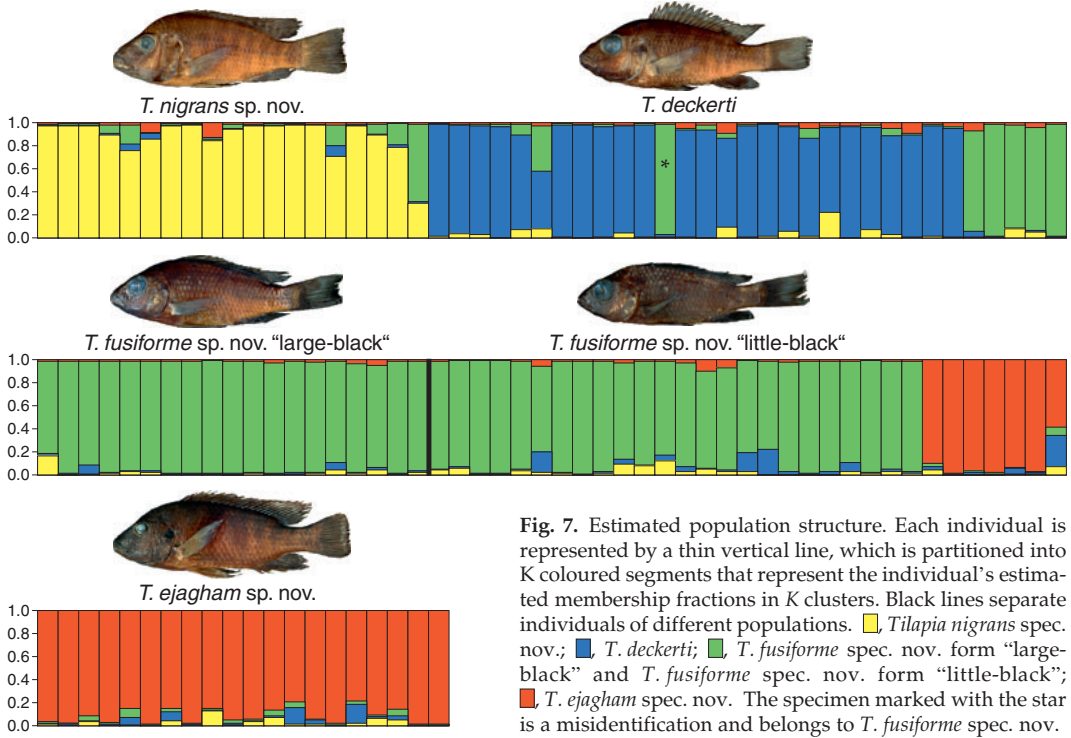 T. nigrans sp. nov.
T. deckerti
1.0
0.8
0.6
0.4
0.2
0.0
*
T. fusiforme sp. nov. “large-black“
T. fusiforme sp. nov. “little-black“
1.0
0.8
0.6
0.4
0.2
0.0
T. ejagham sp. nov.
1.0
0.8
0.6
0.4
0.2
0.0
Fig. 7. Estimated population structure. Each individual is
represented by a thin vertical line, which is partitioned into
K coloured segments that represent the individual’s estima-
ted membership fractions in K clusters. Black lines separate
individuals of different populations. , Tilapia nigrans spec.
nov.; , T. deckerti; , T. fusiforme spec. nov. form “large-
black” and T. fusiforme spec. nov. form “little-black”;
, T. ejagham spec. nov. The specimen marked with the star
is a misidentification and belongs to T. fusiforme spec. nov.